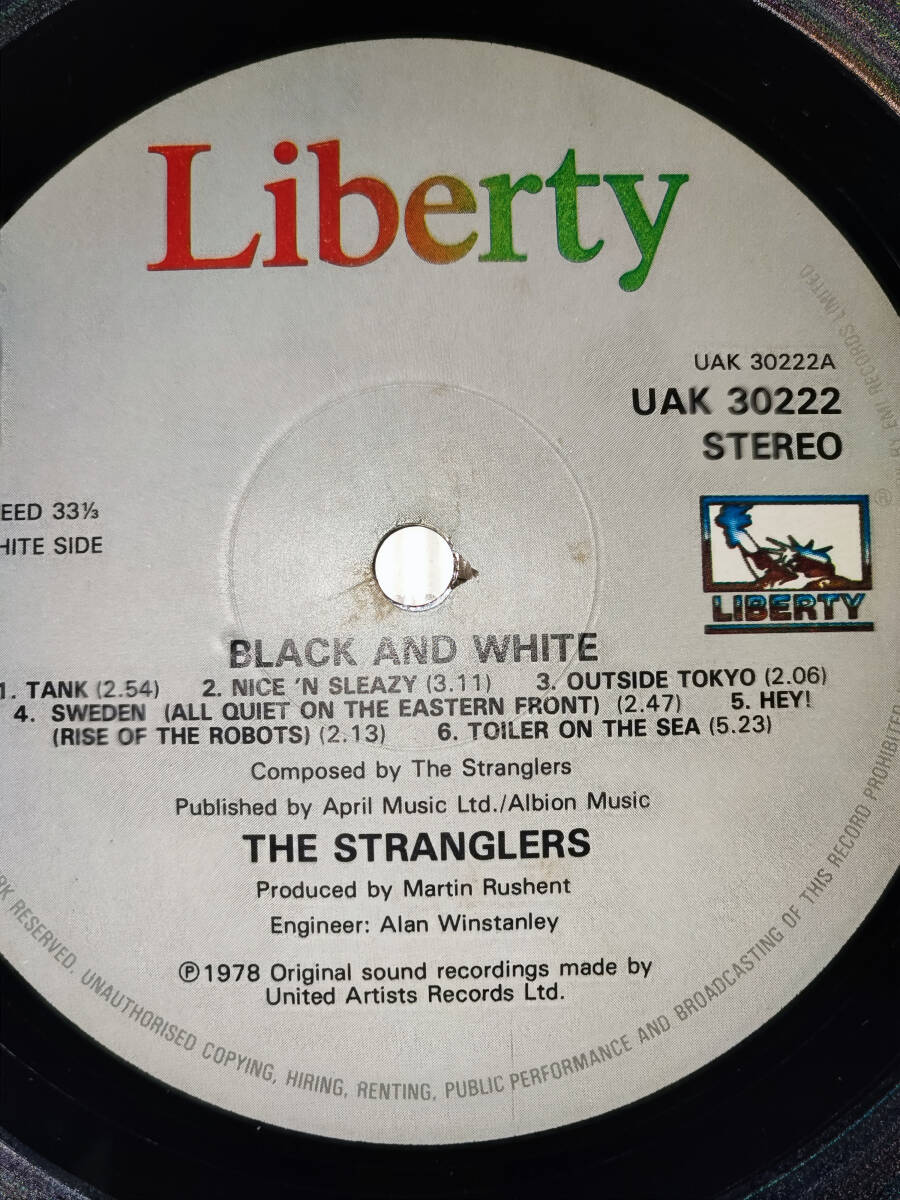 Liberty
UAK 30222A
UAK 30222
STEREO
EED 33⅓
HITE SIDE
LIBERTY
®
BLACK AND WHITE
1. TANK (2.54) 2. NICE 'N SLEAZY (3.11) 3. OUTSIDE TOKYO (2.06)
4. SWEDEN (ALL QUIET ON THE EASTERN FRONT) (2.47) 5. HEY!
(RISE OF THE ROBOTS) (2.13) 6. TOILER ON THE SEA (5.23)
Composed by The Stranglers
Published by April Music Ltd./Albion Music
THE STRANGLERS
Produced by Martin Rushent
Engineer: Alan Winstanley
℗1978 Original sound recordings made by
United Artists Records Ltd.
BY EMI RECORDS LIMITED
RK RESERVED. UNAUTHORISED COPYING, HIRING, RENTING, PUBLIC PERFORMANCE AND BROADCASTING OF THIS RECORD PROHIBITED